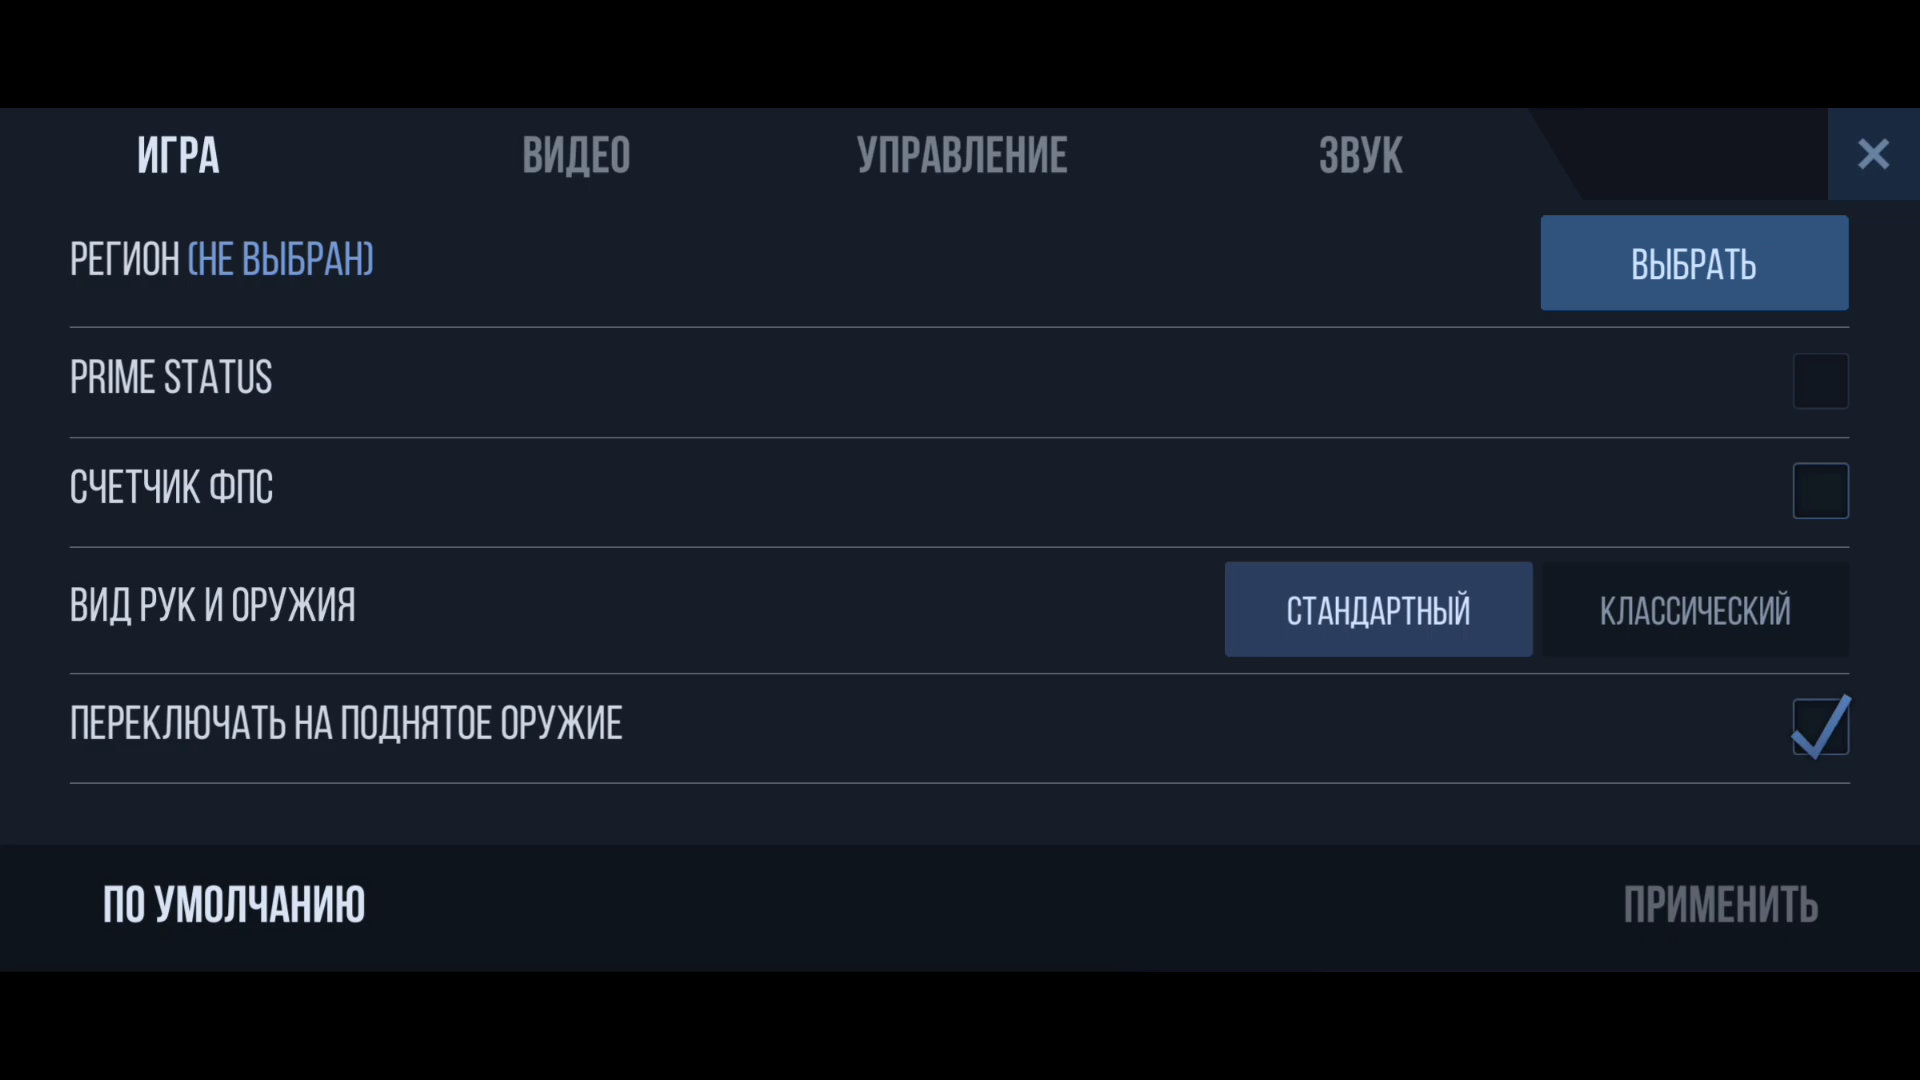 ИГРА ВИДЕО УПРАВЛЕНИЕ ЗВУК
РЕГИОН (НЕ ВЫБРАН) ВЫБРАТЬ
PRIME STATUS
СЧЕТЧИК ФПС
ВИД РУК И ОРУЖИЯ СТАНДАРТНЫЙ КЛАССИЧЕСКИЙ
ПЕРЕКЛЮЧАТЬ НА ПОДНЯТОЕ ОРУЖИЕ
ПО УМОЛЧАНИЮ ПРИМЕНИТЬ